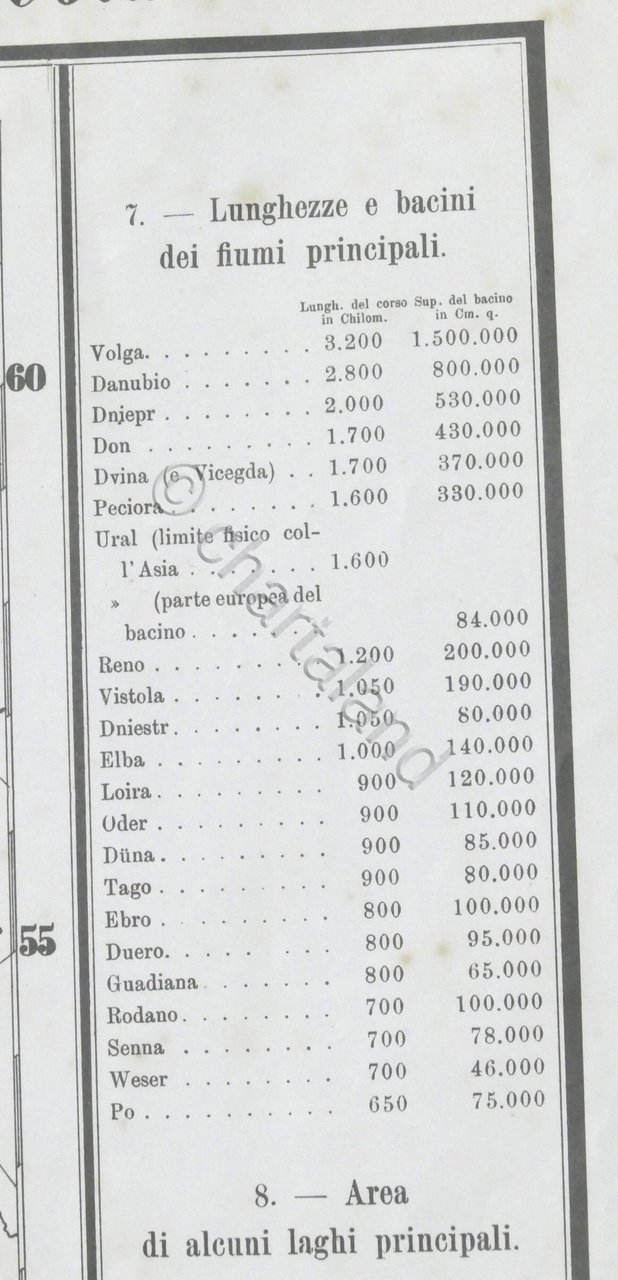 7. — Lunghezze e bacini
dei fiumi principali.
Lungh. del corso Sup. del bacino
in Chilom. in Cm. q.
Volga. . . . . . . . . 3.200 1.500.000
60
Danubio . . . . . . . 2.800 800.000
Dnjepr . . . . . . . . 2.000 530.000
Don . . . . . . . . . 1.700 430.000
Dvina (e Vicegda) . . 1.700 370.000
Peciora . . . . . . . 1.600 330.000
Ural (limite fisico col-
l'Asia . . . . . . . 1.600
» (parte europea del
bacino . . . . . . . 84.000
Reno . . . . . . . . 1.200 200.000
Vistola . . . . . . . . 1.050 190.000
Dniestr. . . . . . . . 1.050 80.000
Elba . . . . . . . . . 1.000 140.000
Loira. . . . . . . . . 900 120.000
Oder . . . . . . . . . 900 110.000
Düna. . . . . . . . . 900 85.000
Tago . . . . . . . . . 900 80.000
Ebro . . . . . . . . . 800 100.000
55
Duero. . . . . . . . . 800 95.000
Guadiana . . . . . . . 800 65.000
Rodano. . . . . . . . 700 100.000
Senna . . . . . . . . 700 78.000
Weser . . . . . . . . 700 46.000
Po . . . . . . . . . . 650 75.000
8. — Area
di alcuni laghi principali.
© chartaland